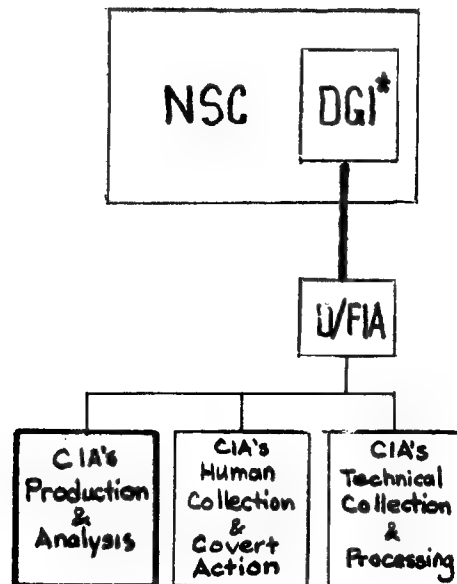 NSC
DGI*
D/FIA
CIA's
Production
&
Analysis
CIA's
Human
Collection
&
Covert
Action
CIA's
Technical
Collection
&
Processing